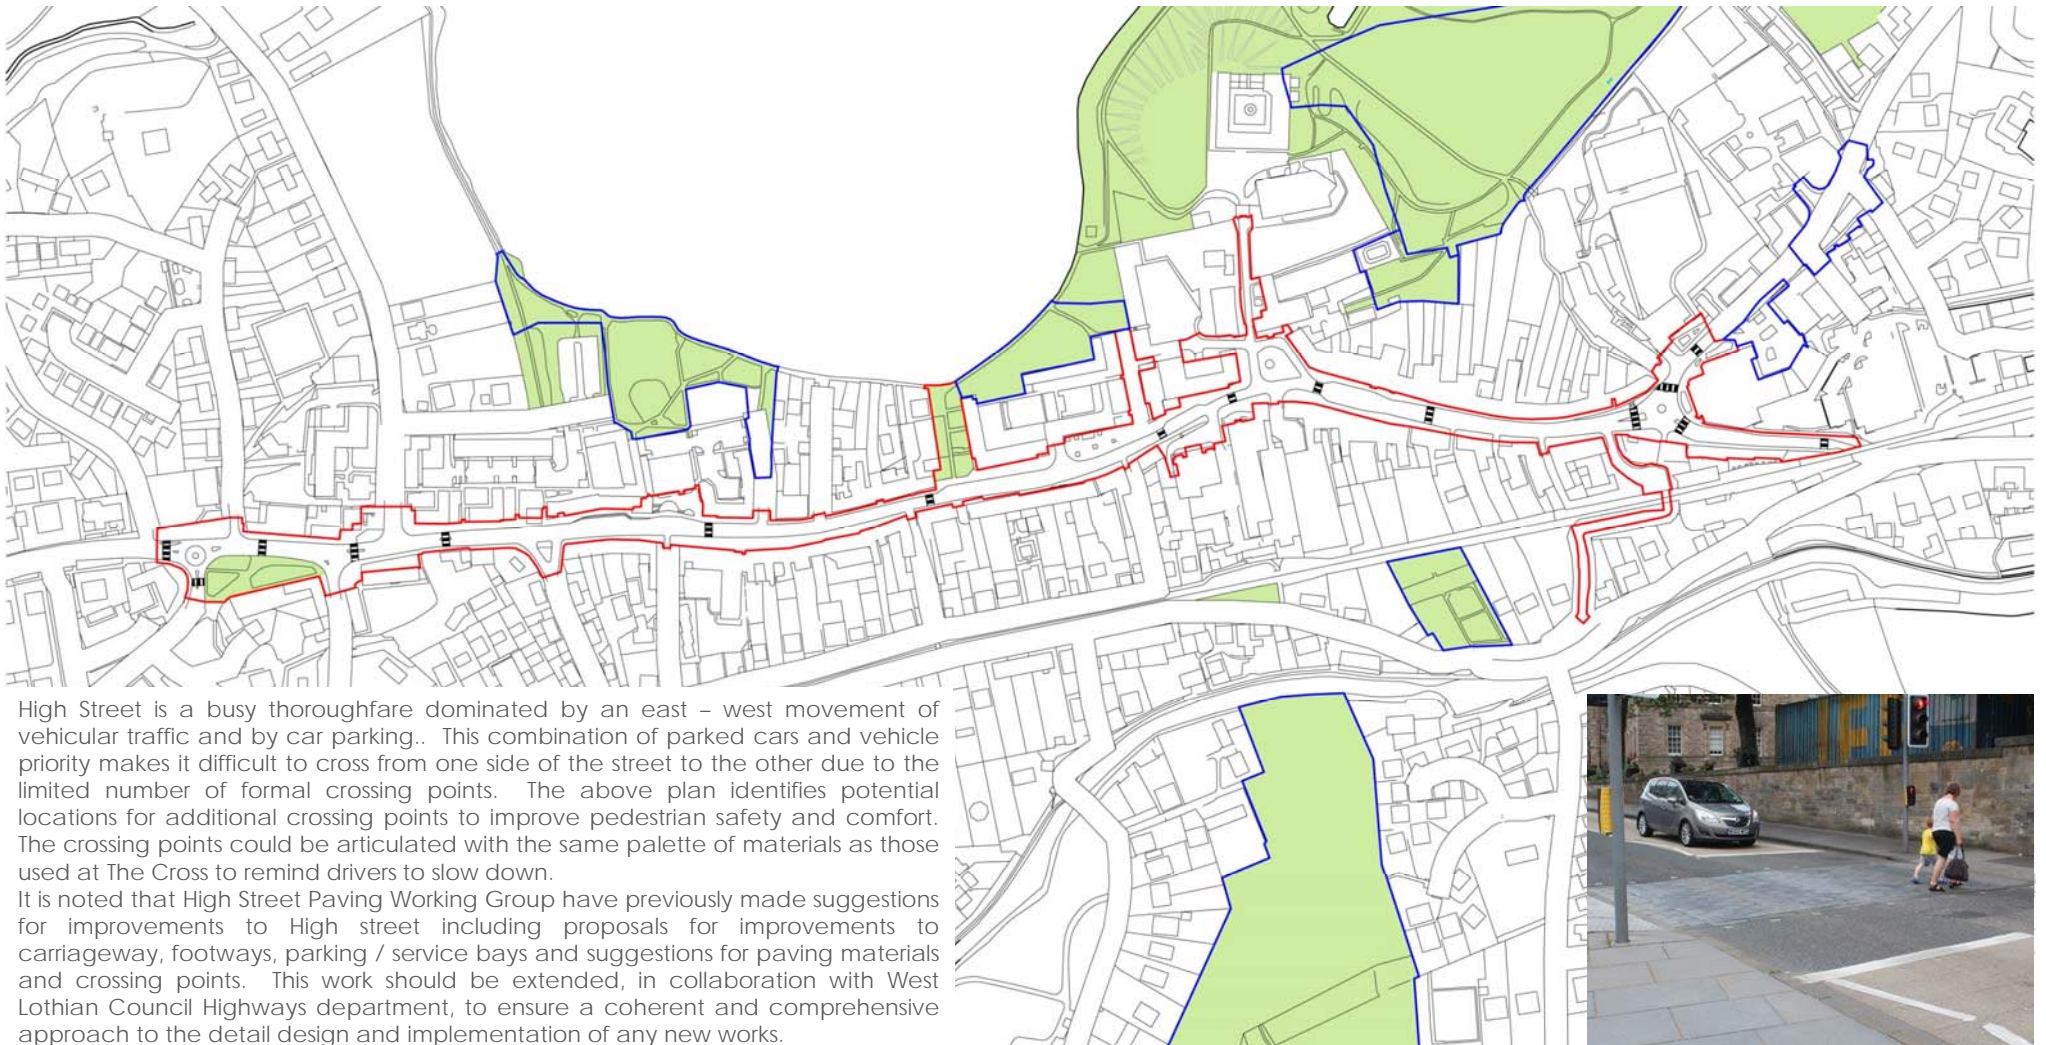 High Street is a busy thoroughfare dominated by an east – west movement of
vehicular traffic and by car parking.. This combination of parked cars and vehicle
priority makes it difficult to cross from one side of the street to the other due to the
limited number of formal crossing points. The above plan identifies potential
locations for additional crossing points to improve pedestrian safety and comfort.
The crossing points could be articulated with the same palette of materials as those
used at The Cross to remind drivers to slow down.
It is noted that High Street Paving Working Group have previously made suggestions
for improvements to High street including proposals for improvements to
carriageway, footways, parking / service bays and suggestions for paving materials
and crossing points. This work should be extended, in collaboration with West
Lothian Council Highways department, to ensure a coherent and comprehensive
approach to the detail design and implementation of any new works.